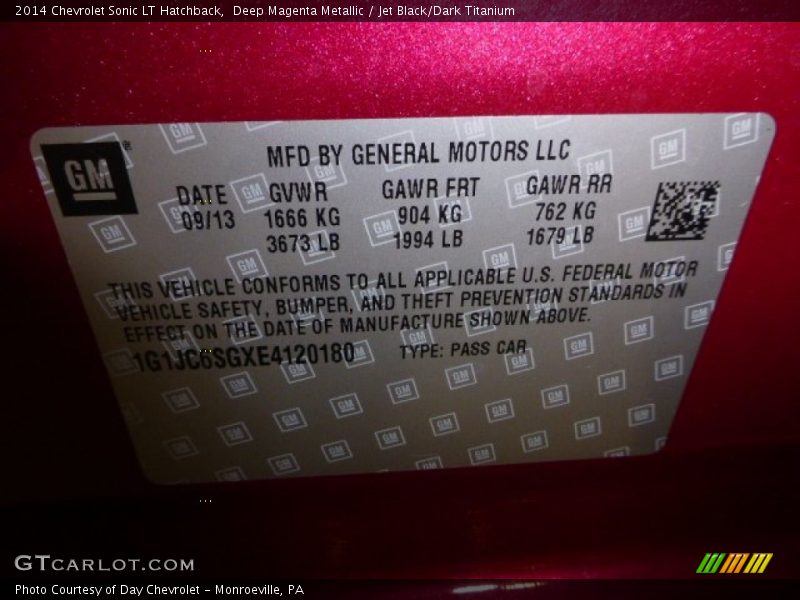 2014 Chevrolet Sonic LT Hatchback,  Deep Magenta Metallic / Jet Black/Dark Titanium
GM®
MFD BY GENERAL MOTORS LLC
DATE GVWR GAWR FRT GAWR RR
09/13 1666 KG 904 KG 762 KG
3673 LB 1994 LB 1679 LB
THIS VEHICLE CONFORMS TO ALL APPLICABLE U.S. FEDERAL MOTOR
VEHICLE SAFETY, BUMPER, AND THEFT PREVENTION STANDARDS IN
EFFECT ON THE DATE OF MANUFACTURE SHOWN ABOVE.
1G1JC6SGXE4120180 TYPE: PASS CAR
GTCARLOT.COM
Photo Courtesy of Day Chevrolet - Monroeville, PA